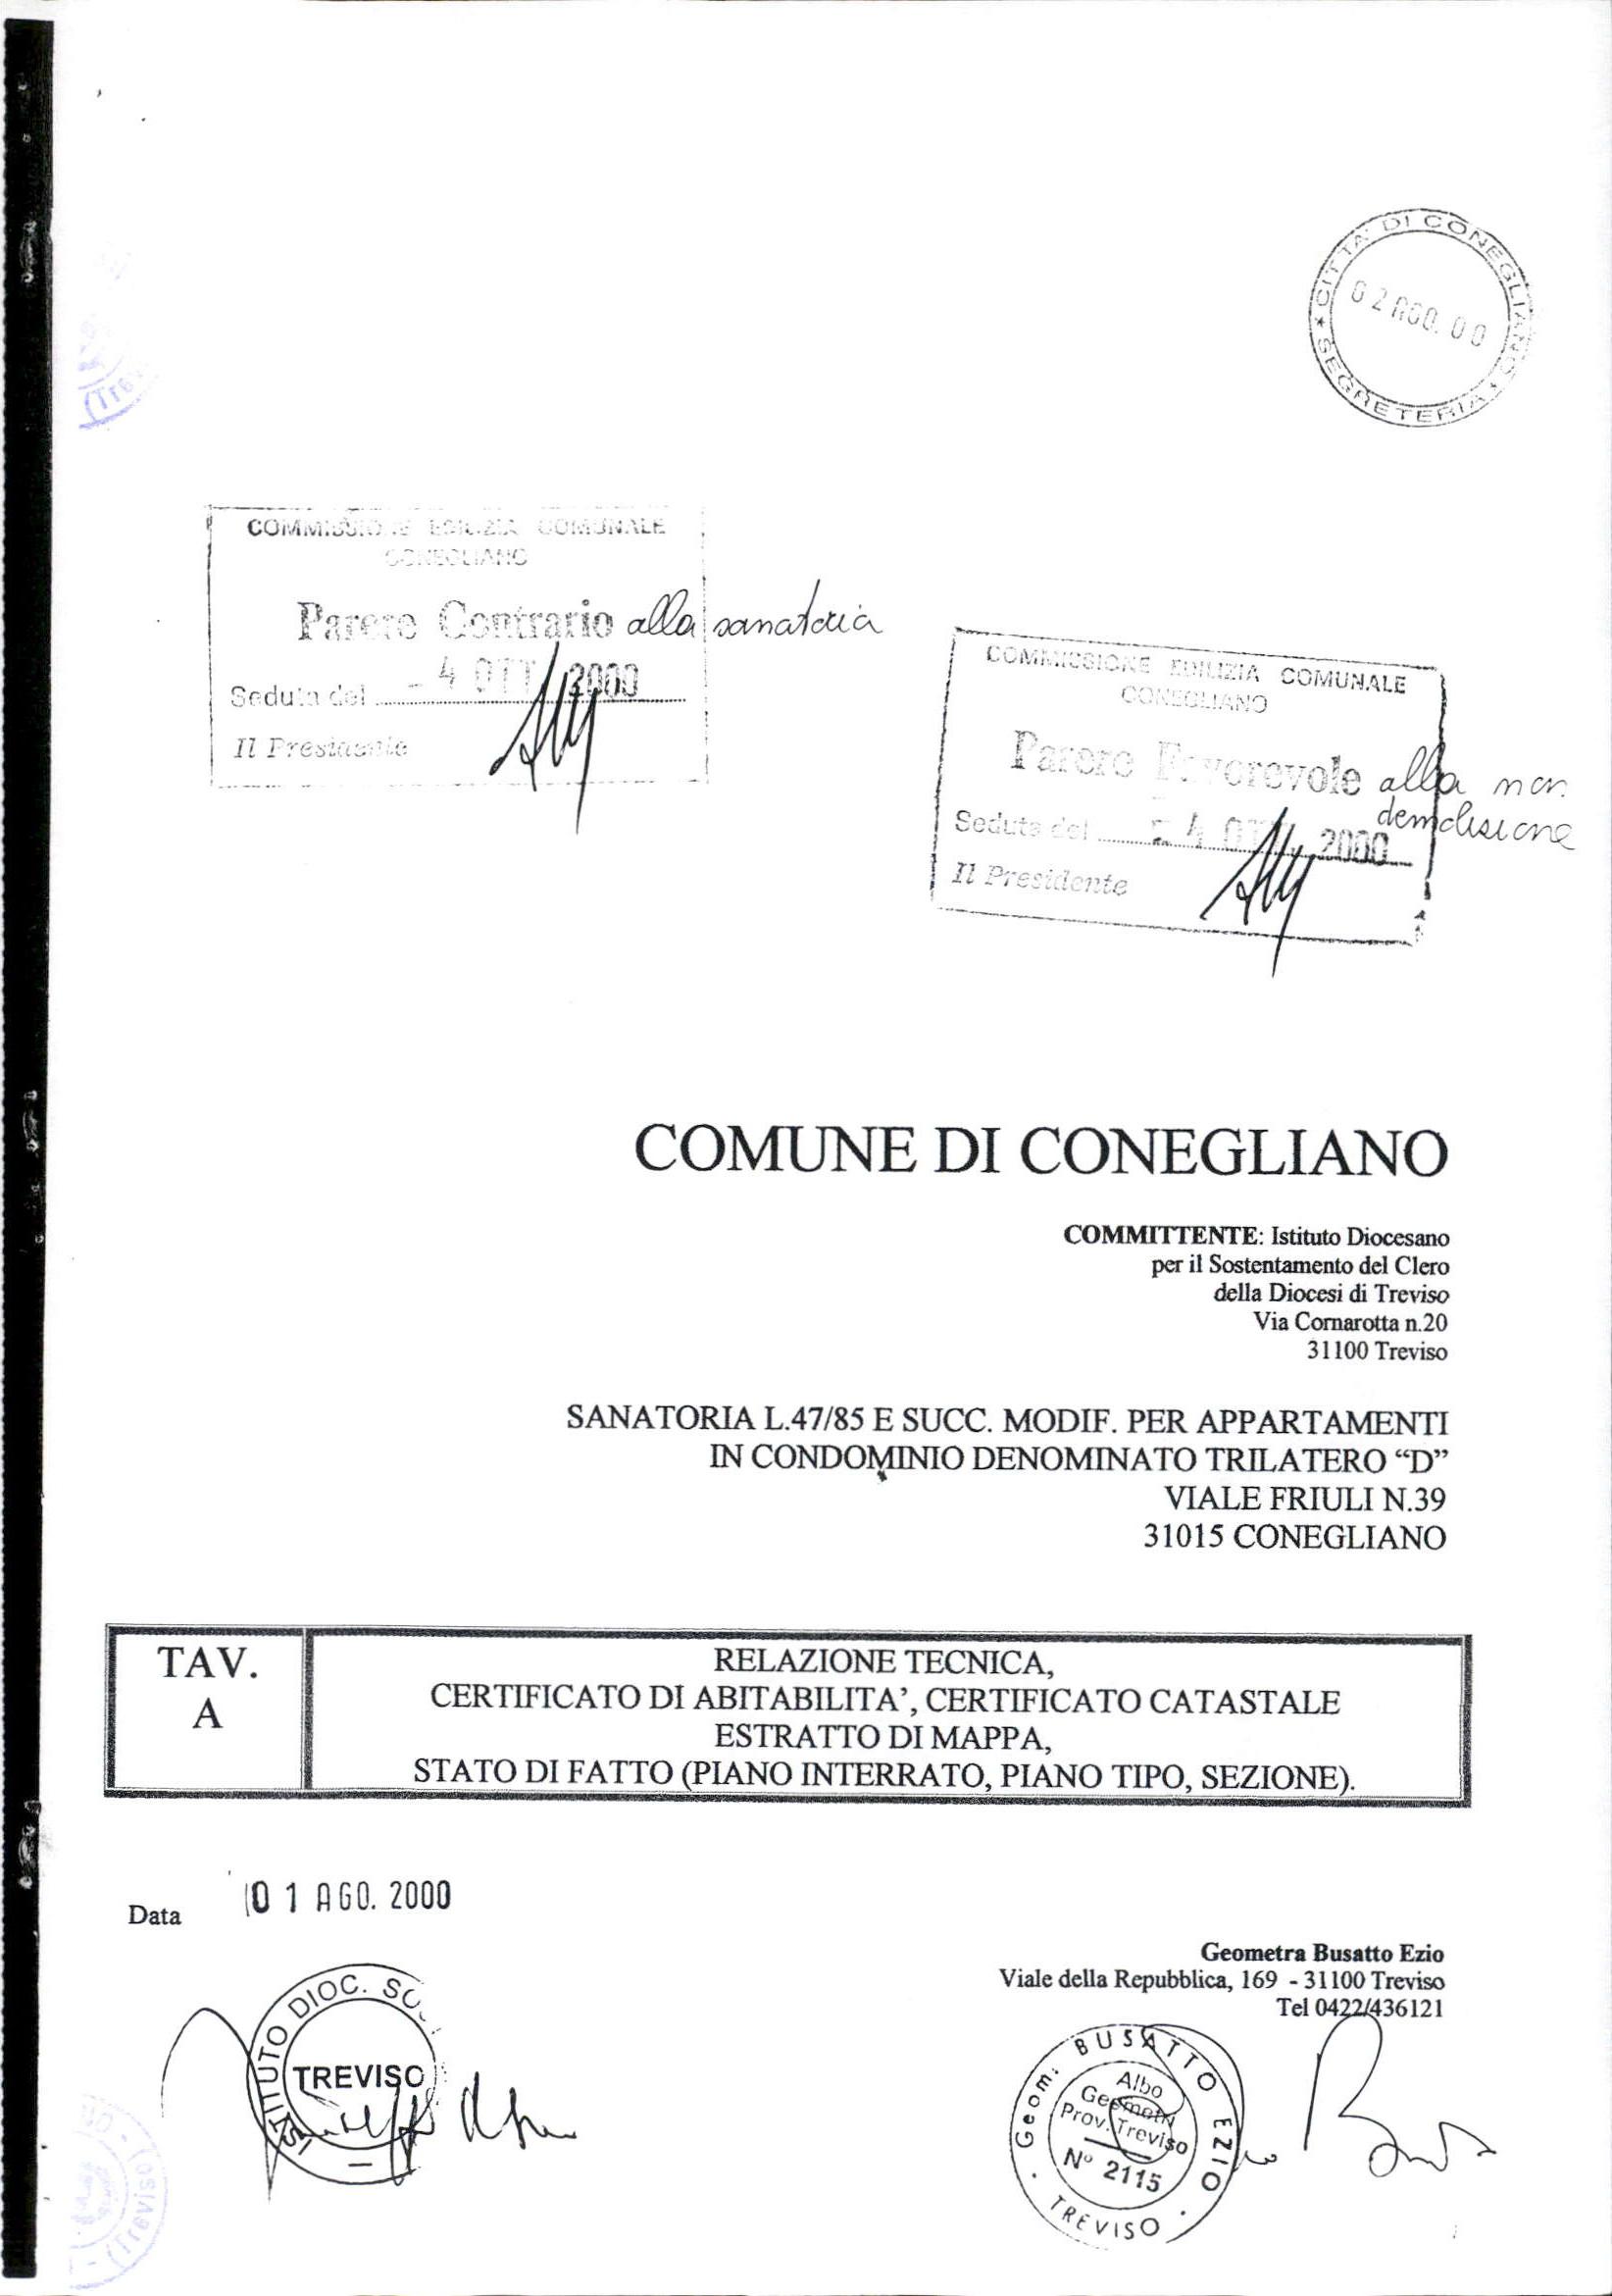 CITTA' DI CONEGLIANO
02 AGO. 00
* SEGRETERIA *
(Tre
COMMISSIONE EDILIZIA COMUNALE
CONEGLIANO
Parere Contrario alla sanatoria
Seduta del - 4 OTT. 2000
Il Presidente
COMMISSIONE EDILIZIA COMUNALE
CONEGLIANO
Parere Favorevole alla non
demolisione
Seduta del - 4 OTT. 2000
Il Presidente
COMUNE DI CONEGLIANO
COMMITTENTE: Istituto Diocesano
per il Sostentamento del Clero
della Diocesi di Treviso
Via Cornarotta n.20
31100 Treviso
SANATORIA L.47/85 E SUCC. MODIF. PER APPARTAMENTI
IN CONDOMINIO DENOMINATO TRILATERO “D”
VIALE FRIULI N.39
31015 CONEGLIANO
TAV.
A
RELAZIONE TECNICA,
CERTIFICATO DI ABITABILITA’, CERTIFICATO CATASTALE
ESTRATTO DI MAPPA,
STATO DI FATTO (PIANO INTERRATO, PIANO TIPO, SEZIONE).
Data 01 AGO. 2000
ISTITUTO DIOC. SO
TREVISO
Geometra Busatto Ezio
Viale della Repubblica, 169 - 31100 Treviso
Tel 0422/436121
Geom. BUSATTO EZIO
Albo
Geometri
Prov. Treviso
N° 2115
TREVISO
(Treviso)